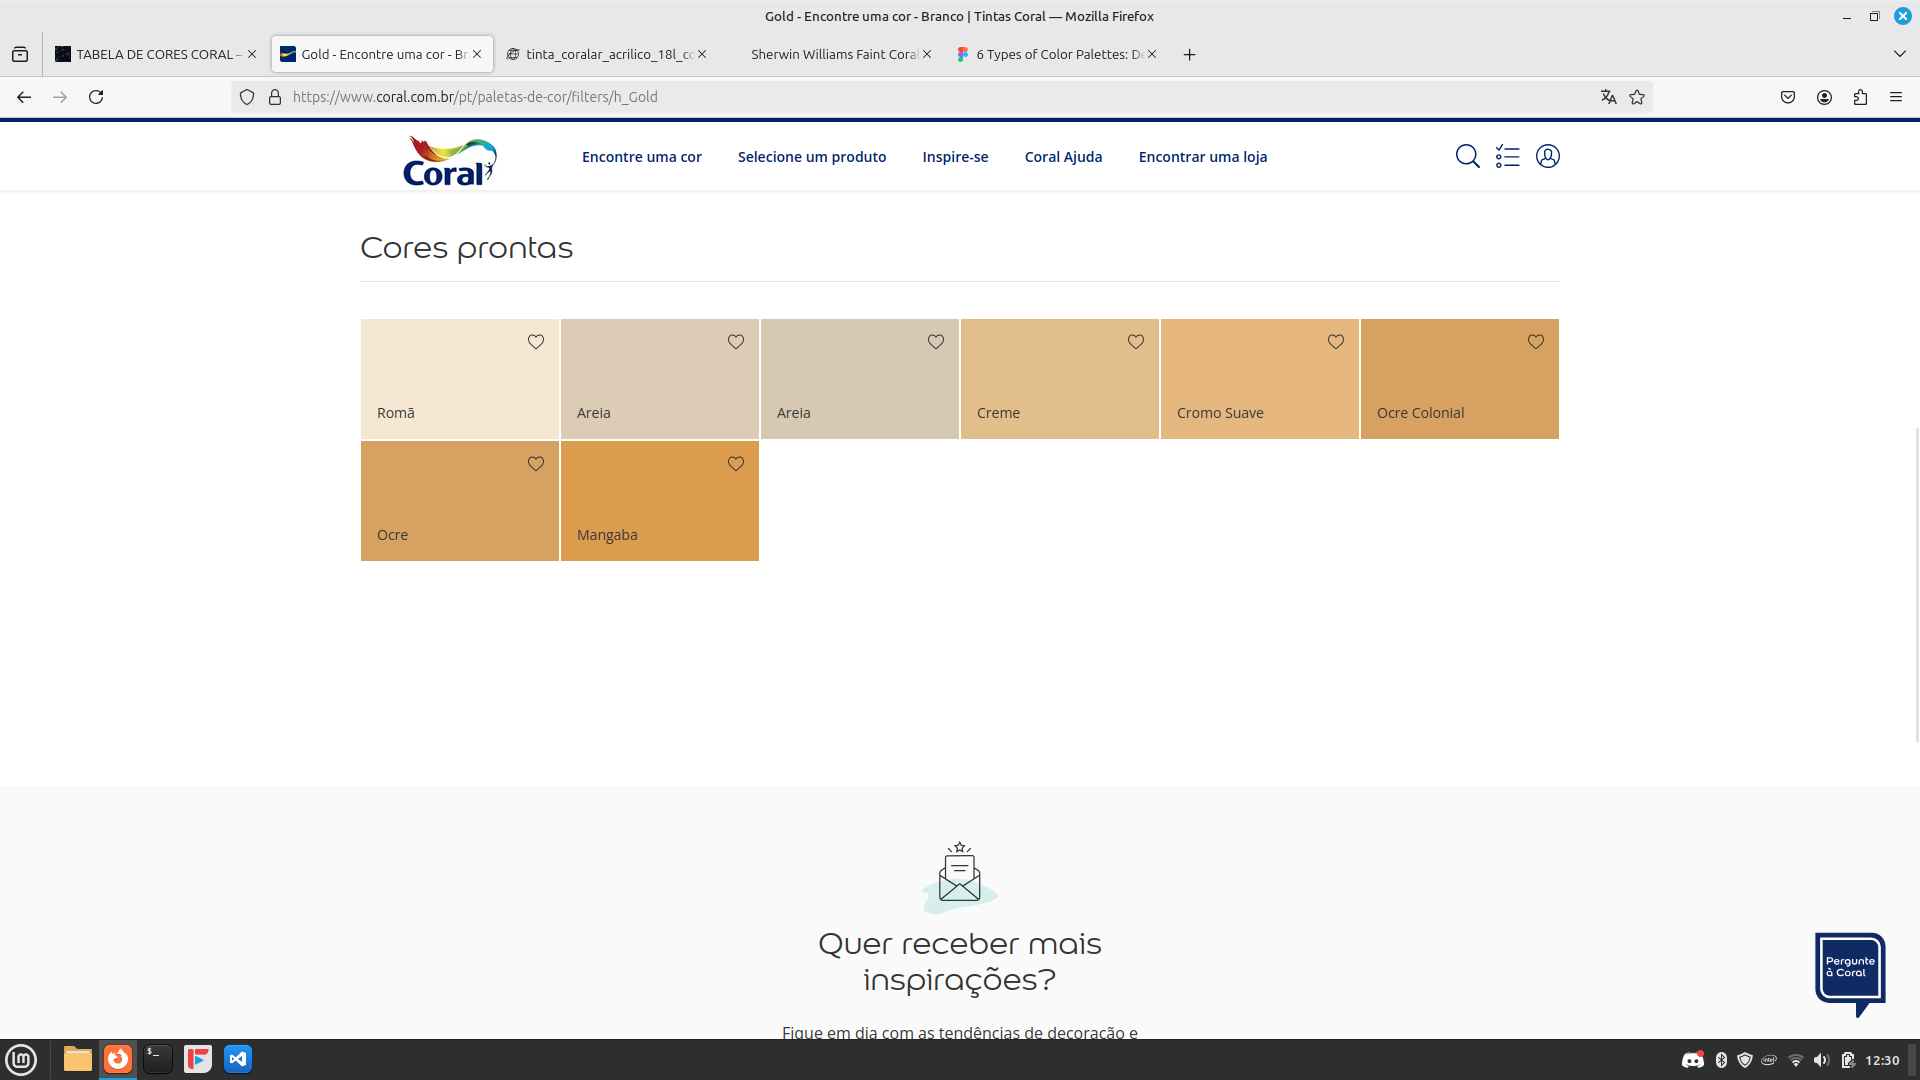 Gold - Encontre uma cor - Branco | Tintas Coral — Mozilla Firefox
TABELA DE CORES CORAL –
Gold - Encontre uma cor - Br
tinta_coralar_acrilico_18l_co
Sherwin Williams Faint Coral
6 Types of Color Palettes: De
https://www.coral.com.br/pt/paletas-de-cor/filters/h_Gold
Coral
Encontre uma cor
Selecione um produto
Inspire-se
Coral Ajuda
Encontrar uma loja
Cores prontas
Romã
Areia
Areia
Creme
Cromo Suave
Ocre Colonial
Ocre
Mangaba
Quer receber mais
inspirações?
Fique em dia com as tendências de decoração e
Pergunte
à Coral
12:30